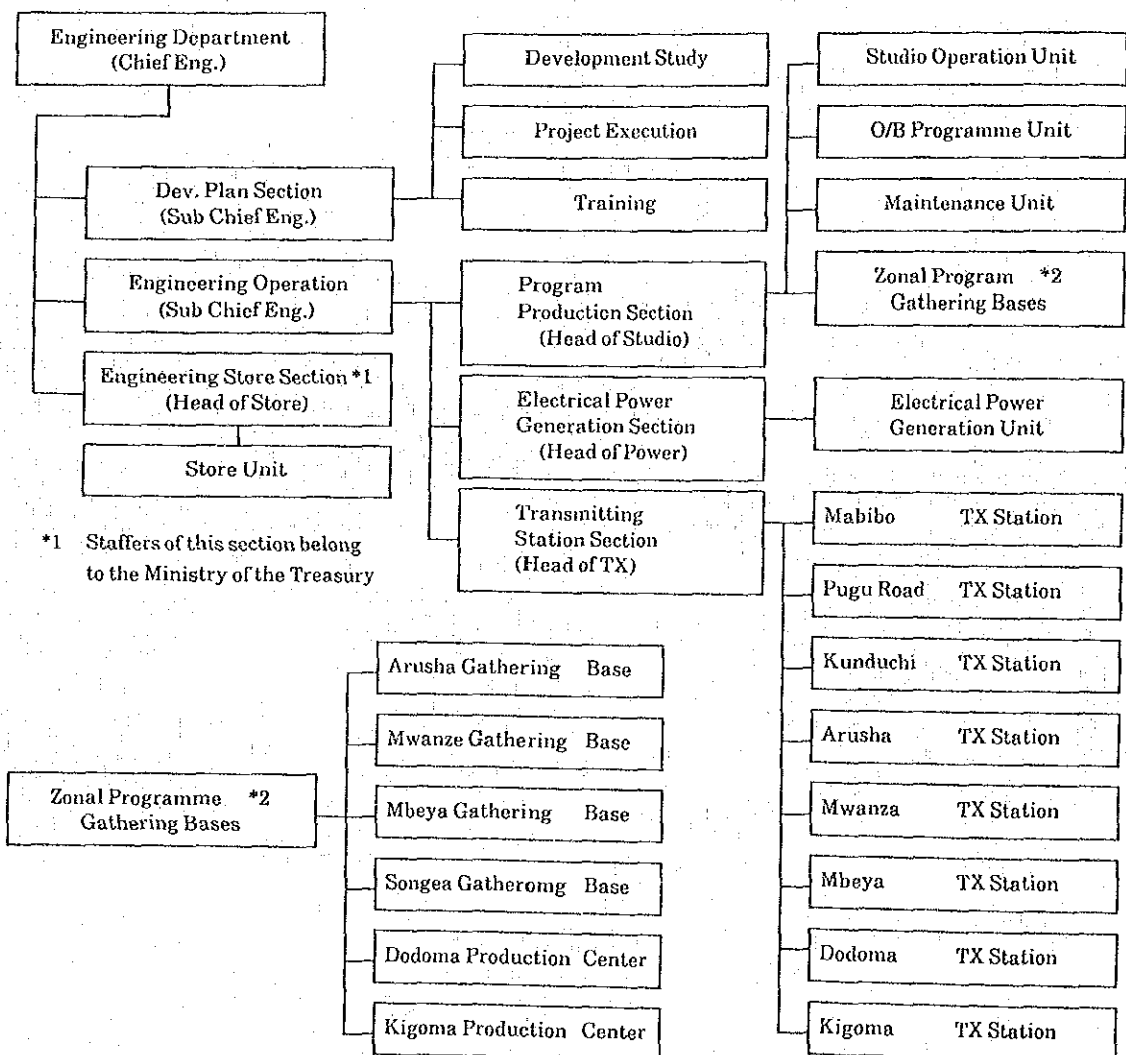 Engineering Department
(Chief Eng.)
Dev. Plan Section
(Sub Chief Eng.)
Engineering Operation
(Sub Chief Eng.)
Engineering Store Section *1
(Head of Store)
Store Unit
*1 Staffers of this section belong
to the Ministry of the Treasury
Development Study
Project Execution
Training
Program
Production Section
(Head of Studio)
Electrical Power
Generation Section
(Head of Power)
Transmitting
Station Section
(Head of TX)
Studio Operation Unit
O/B Programme Unit
Maintenance Unit
Zonal Program *2
Gathering Bases
Electrical Power
Generation Unit
Mabibo TX Station
Pugu Road TX Station
Kunduchi TX Station
Arusha TX Station
Mwanza TX Station
Mbeya TX Station
Dodoma TX Station
Kigoma TX Station
Zonal Programme *2
Gathering Bases
Arusha Gathering Base
Mwanze Gathering Base
Mbeya Gathering Base
Songea Gatheromg Base
Dodoma Production Center
Kigoma Production Center